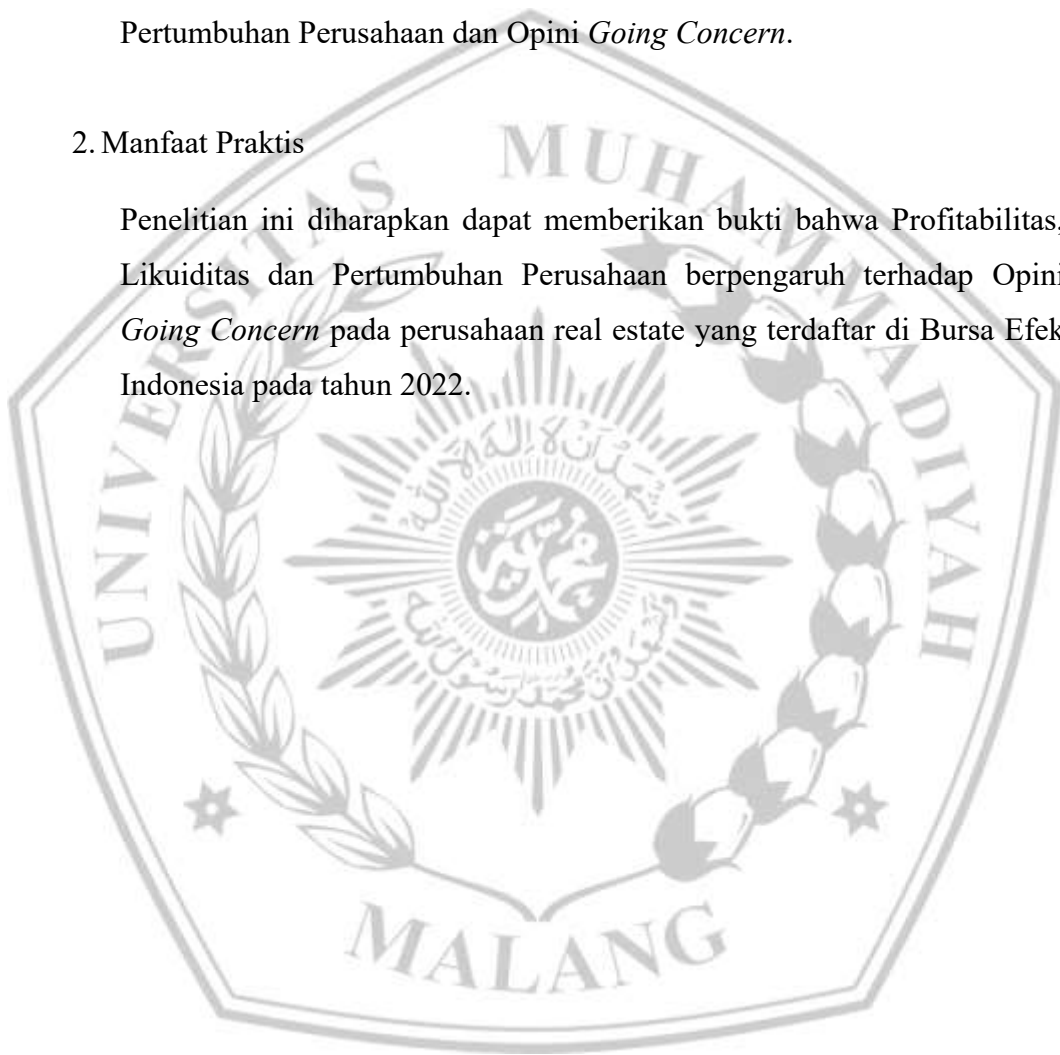 Pertumbuhan Perusahaan dan Opini Going Concern.
2. Manfaat Praktis
Penelitian ini diharapkan dapat memberikan bukti bahwa Profitabilitas,
Likuiditas dan Pertumbuhan Perusahaan berpengaruh terhadap Opini
Going Concern pada perusahaan real estate yang terdaftar di Bursa Efek
Indonesia pada tahun 2022.
UNIVERSITAS MUHAMMADIYAH
MALANG